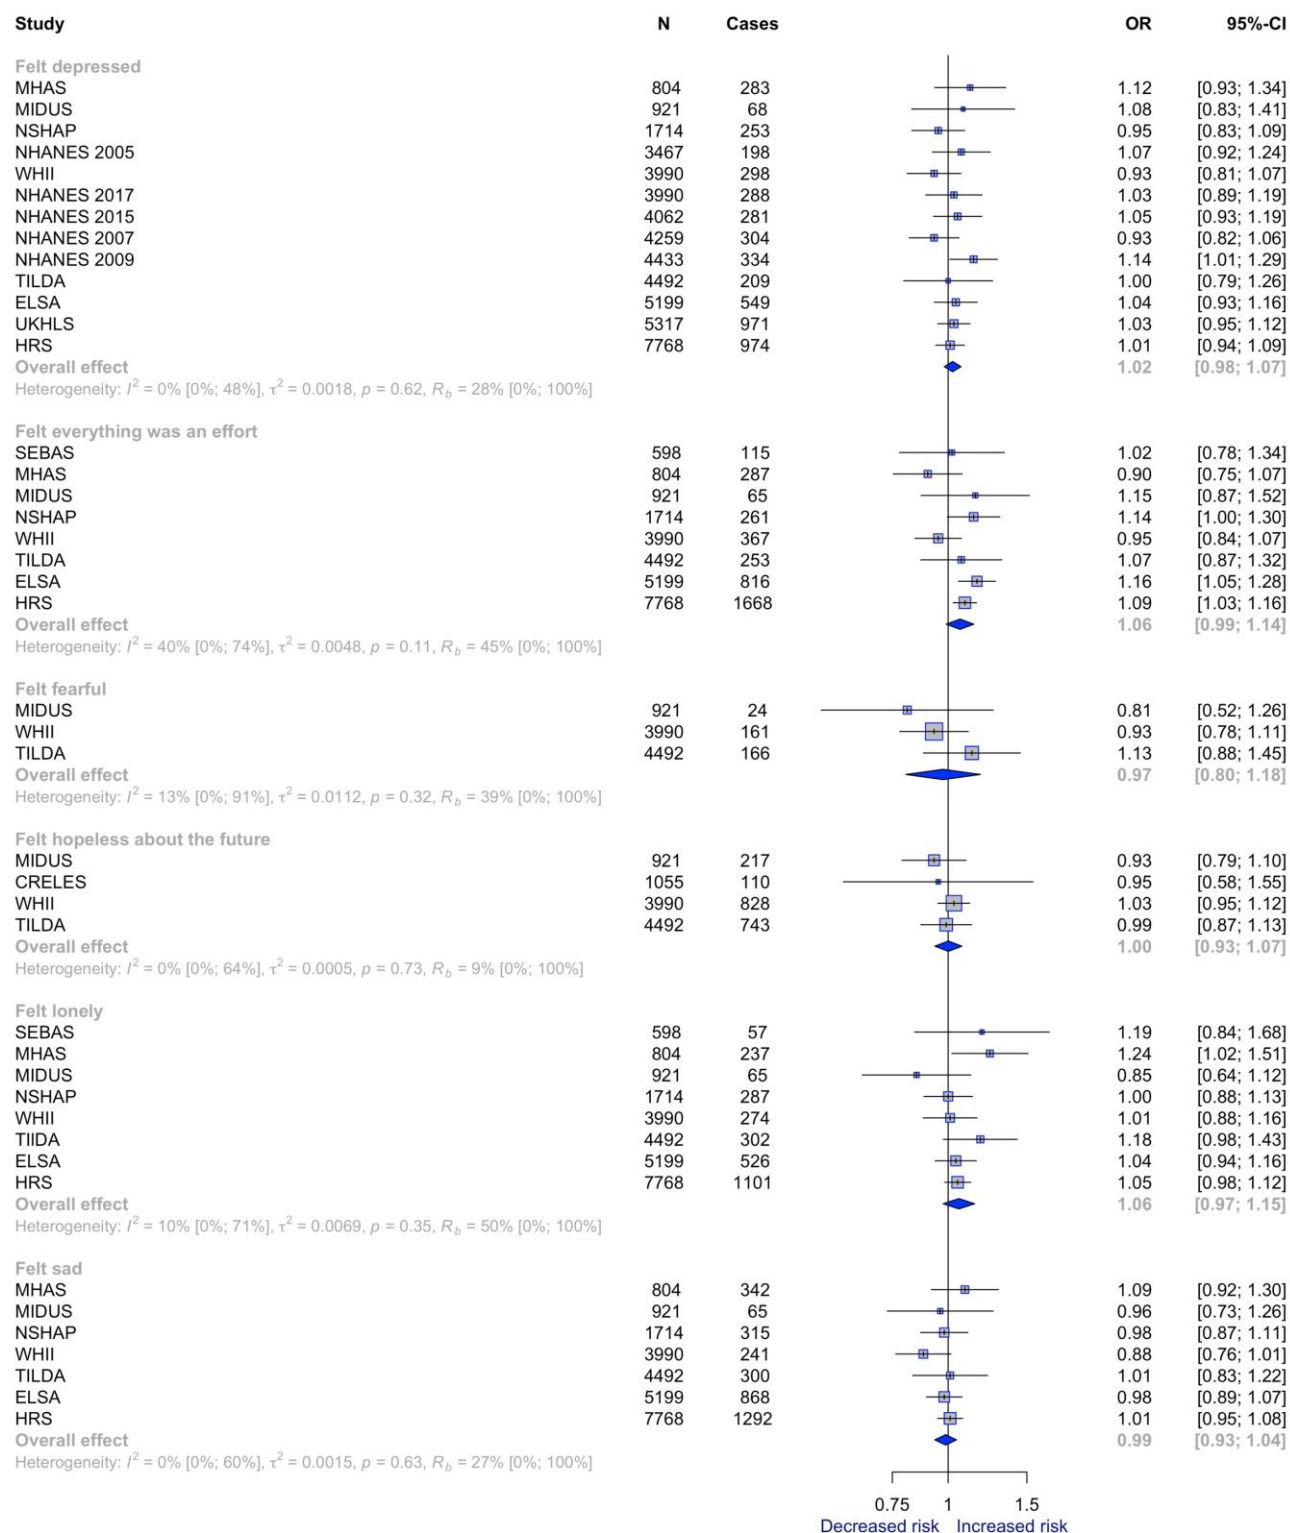 Study N Cases OR 95%-CI
Felt depressed
MHAS 804 283 1.12 [0.93; 1.34]
MIDUS 921 68 1.08 [0.83; 1.41]
NSHAP 1714 253 0.95 [0.83; 1.09]
NHANES 2005 3467 198 1.07 [0.92; 1.24]
WHII 3990 298 0.93 [0.81; 1.07]
NHANES 2017 3990 288 1.03 [0.89; 1.19]
NHANES 2015 4062 281 1.05 [0.93; 1.19]
NHANES 2007 4259 304 0.93 [0.82; 1.06]
NHANES 2009 4433 334 1.14 [1.01; 1.29]
TILDA 4492 209 1.00 [0.79; 1.26]
ELSA 5199 549 1.04 [0.93; 1.16]
UKHLS 5317 971 1.03 [0.95; 1.12]
HRS 7768 974 1.01 [0.94; 1.09]
Overall effect 1.02 [0.98; 1.07]
Heterogeneity: I² = 0% [0%; 48%], τ² = 0.0018, p = 0.62, R_b = 28% [0%; 100%]
Felt everything was an effort
SEBAS 598 115 1.02 [0.78; 1.34]
MHAS 804 287 0.90 [0.75; 1.07]
MIDUS 921 65 1.15 [0.87; 1.52]
NSHAP 1714 261 1.14 [1.00; 1.30]
WHII 3990 367 0.95 [0.84; 1.07]
TILDA 4492 253 1.07 [0.87; 1.32]
ELSA 5199 816 1.16 [1.05; 1.28]
HRS 7768 1668 1.09 [1.03; 1.16]
Overall effect 1.06 [0.99; 1.14]
Heterogeneity: I² = 40% [0%; 74%], τ² = 0.0048, p = 0.11, R_b = 45% [0%; 100%]
Felt fearful
MIDUS 921 24 0.81 [0.52; 1.26]
WHII 3990 161 0.93 [0.78; 1.11]
TILDA 4492 166 1.13 [0.88; 1.45]
Overall effect 0.97 [0.80; 1.18]
Heterogeneity: I² = 13% [0%; 91%], τ² = 0.0112, p = 0.32, R_b = 39% [0%; 100%]
Felt hopeless about the future
MIDUS 921 217 0.93 [0.79; 1.10]
CRELES 1055 110 0.95 [0.58; 1.55]
WHII 3990 828 1.03 [0.95; 1.12]
TILDA 4492 743 0.99 [0.87; 1.13]
Overall effect 1.00 [0.93; 1.07]
Heterogeneity: I² = 0% [0%; 64%], τ² = 0.0005, p = 0.73, R_b = 9% [0%; 100%]
Felt lonely
SEBAS 598 57 1.19 [0.84; 1.68]
MHAS 804 237 1.24 [1.02; 1.51]
MIDUS 921 65 0.85 [0.64; 1.12]
NSHAP 1714 287 1.00 [0.88; 1.13]
WHII 3990 274 1.01 [0.88; 1.16]
TIIDA 4492 302 1.18 [0.98; 1.43]
ELSA 5199 526 1.04 [0.94; 1.16]
HRS 7768 1101 1.05 [0.98; 1.12]
Overall effect 1.06 [0.97; 1.15]
Heterogeneity: I² = 10% [0%; 71%], τ² = 0.0069, p = 0.35, R_b = 50% [0%; 100%]
Felt sad
MHAS 804 342 1.09 [0.92; 1.30]
MIDUS 921 65 0.96 [0.73; 1.26]
NSHAP 1714 315 0.98 [0.87; 1.11]
WHII 3990 241 0.88 [0.76; 1.01]
TILDA 4492 300 1.01 [0.83; 1.22]
ELSA 5199 868 0.98 [0.89; 1.07]
HRS 7768 1292 1.01 [0.95; 1.08]
Overall effect 0.99 [0.93; 1.04]
Heterogeneity: I² = 0% [0%; 60%], τ² = 0.0015, p = 0.63, R_b = 27% [0%; 100%]
0.75 1 1.5
Decreased risk Increased risk